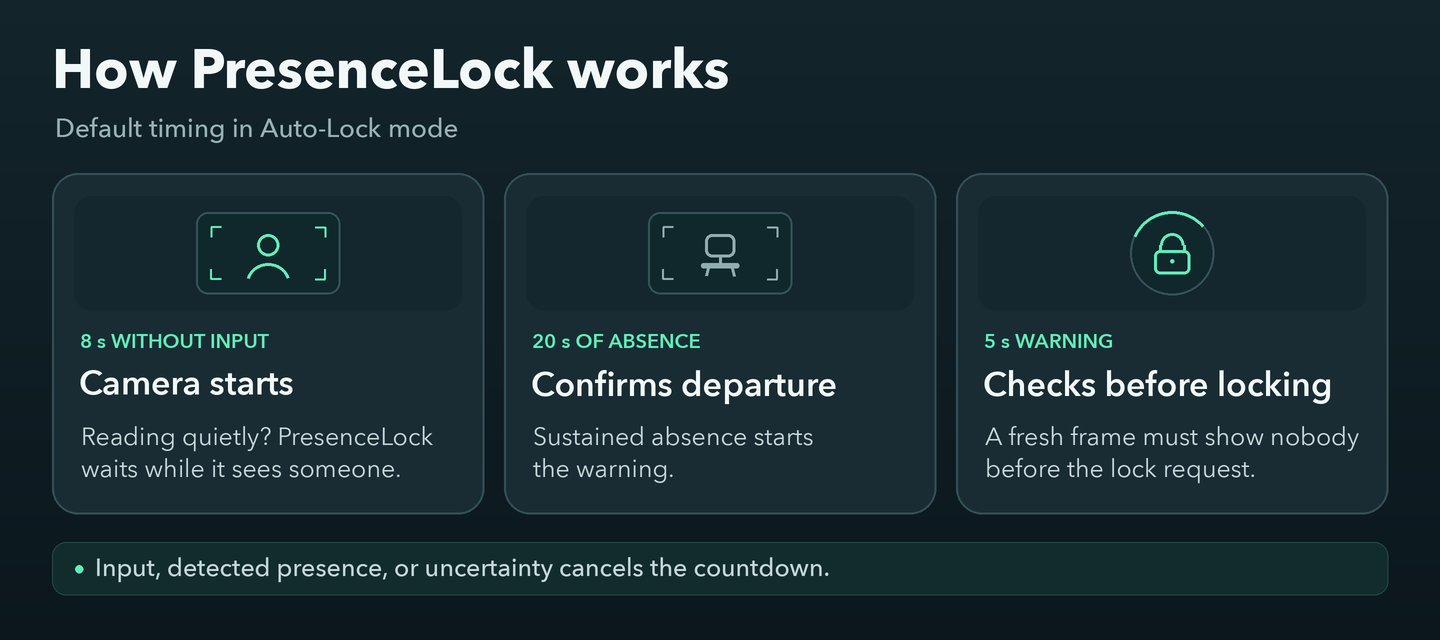 How PresenceLock works
Default timing in Auto-Lock mode
8 s WITHOUT INPUT
Camera starts
Reading quietly? PresenceLock
waits while it sees someone.
20 s OF ABSENCE
Confirms departure
Sustained absence starts
the warning.
5 s WARNING
Checks before locking
A fresh frame must show nobody
before the lock request.
Input, detected presence, or uncertainty cancels the countdown.